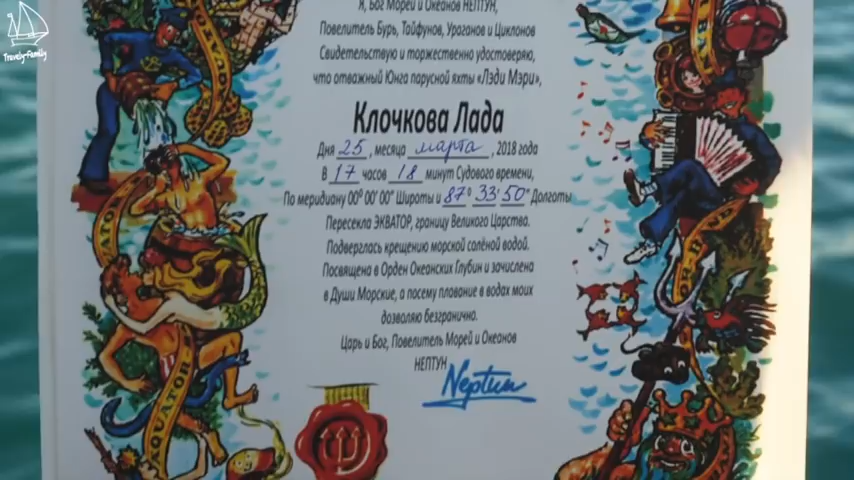 Travely-Family
Я, Бог Морей и Океанов НЕПТУН,
Повелитель Бурь, Тайфунов, Ураганов и Циклонов
Свидетельствую и торжественно удостоверяю,
что отважный Юнга парусной яхты «Лэди Мэри»,
Клочкова Лада
Дня 25, месяца марта, 2018 года
В 17 часов 18 минут Судового времени,
По меридиану 00° 00' 00" Широты и 87° 33' 50" Долготы
Пересекла ЭКВАТОР, границу Великого Царства.
Подверглась крещению морской солёной водой.
Посвящена в Орден Океанских Глубин и зачислена
в Души Морские, а посему плавание в водах моих
дозволяю безгранично.
Царь и Бог, Повелитель Морей и Океанов
НЕПТУН
Neptun
EQUATOR